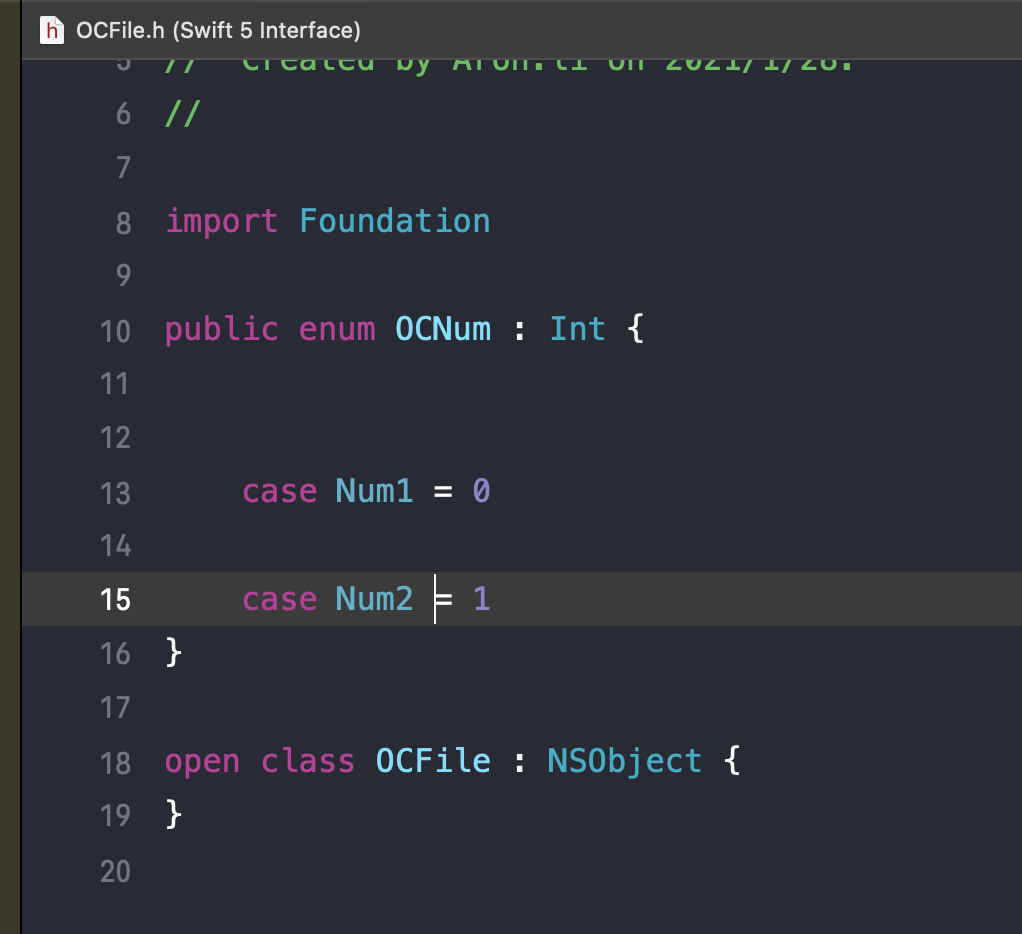 h OCFile.h (Swift 5 Interface)
5 // Created by Aron.li on 2021/1/28.
6 //
7
8 import Foundation
9
10 public enum OCNum : Int {
11
12
13 case Num1 = 0
14
15 case Num2 = 1
16 }
17
18 open class OCFile : NSObject {
19 }
20